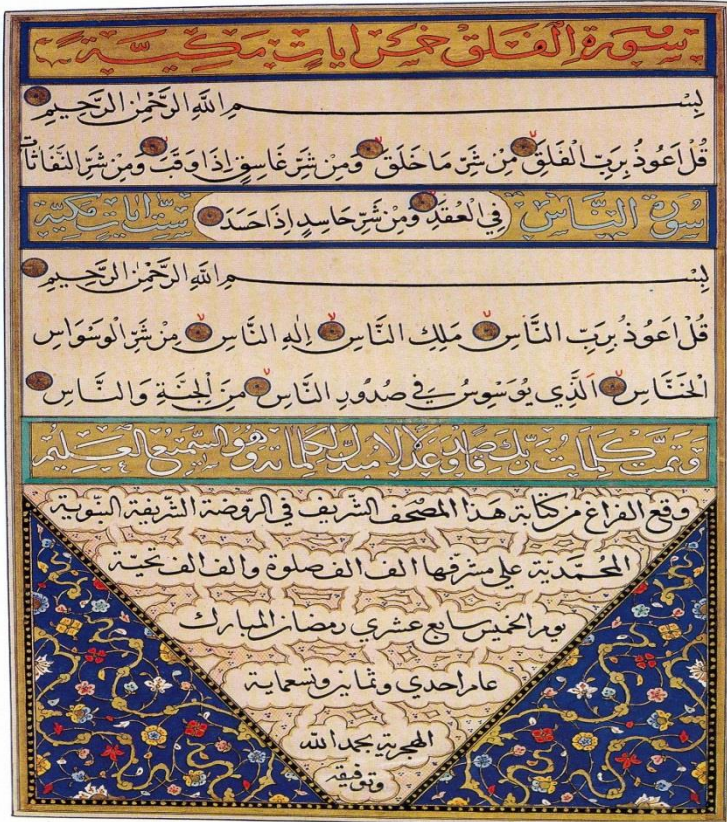 سورة الفلق خمس ايات مكية
بسم الله الرحمن الرحيم
قل اعوذ برب الفلق من شر ما خلق ومن شر غاسق اذا وقب ومن شر النفاثات
سورة الناس في العقد ومن شر حاسد اذا حسد ست ايات مكية
بسم الله الرحمن الرحيم
قل اعوذ برب الناس ملك الناس اله الناس من شر الوسواس
الخناس الذي يوسوس في صدور الناس من الجنة والناس
وتمت كلمات ربك صدقا وعدلا لا مبدل لكلماته وهو السميع العليم
وقع الفراغ من كتابة هذا المصحف الشريف في الروضة الشريفة النبوية
المحمدية علي مشرفها الف الف صلوة والف الف تحية
يوم الخميس سابع عشري رمضان المبارك
عام احدي وثمانين وتسعماية
الهجرية بحمد الله
وتوفيقه